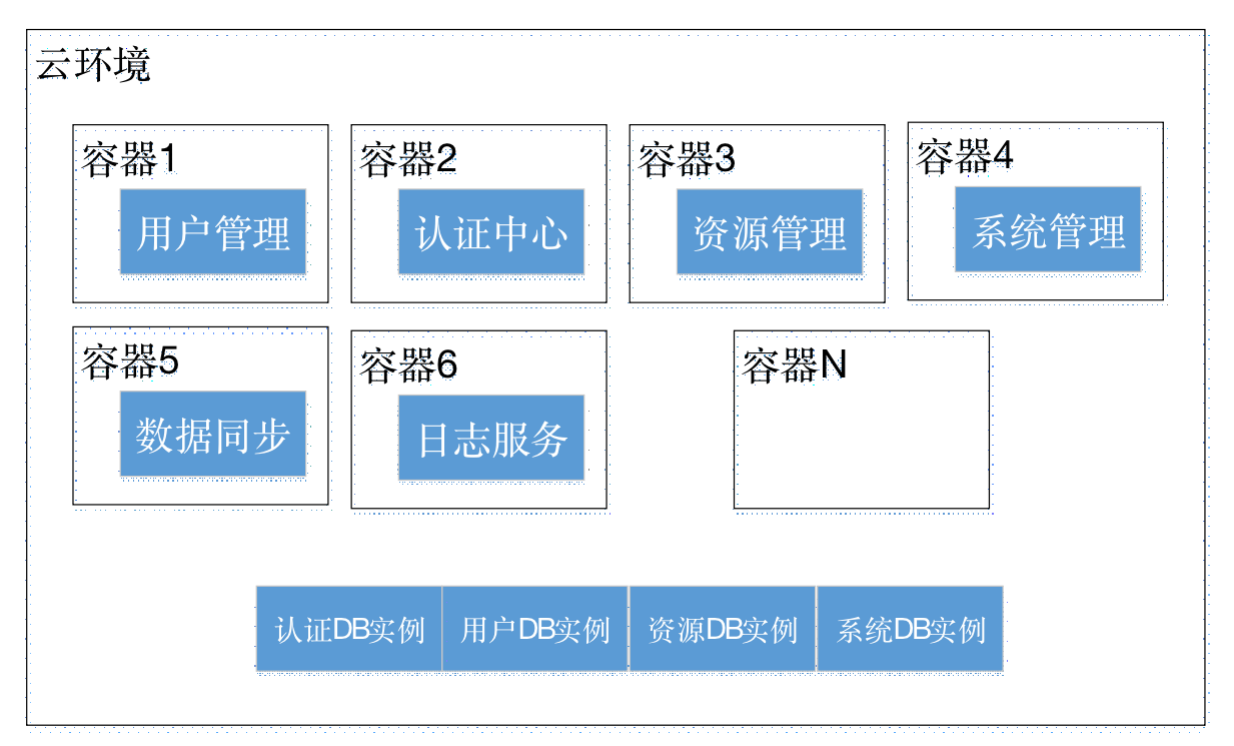 云环境
容器1
用户管理
容器2
认证中心
容器3
资源管理
容器4
系统管理
容器5
数据同步
容器6
日志服务
容器N
认证DB实例
用户DB实例
资源DB实例
系统DB实例